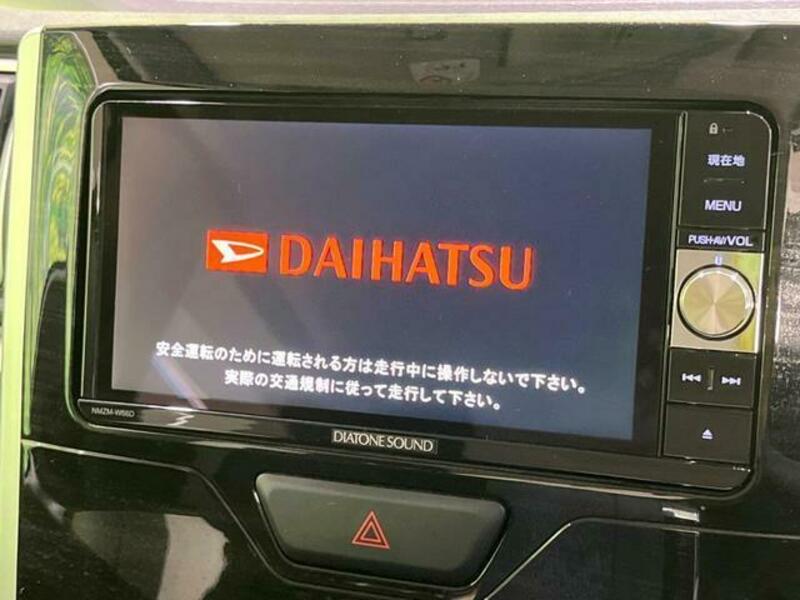 現在地
MENU
PUSH-AV/VOL
DAIHATSU
安全運転のために運転される方は走行中に操作しないで下さい。
実際の交通規制に従って走行して下さい。
NMZM-W66D
DIATONE SOUND